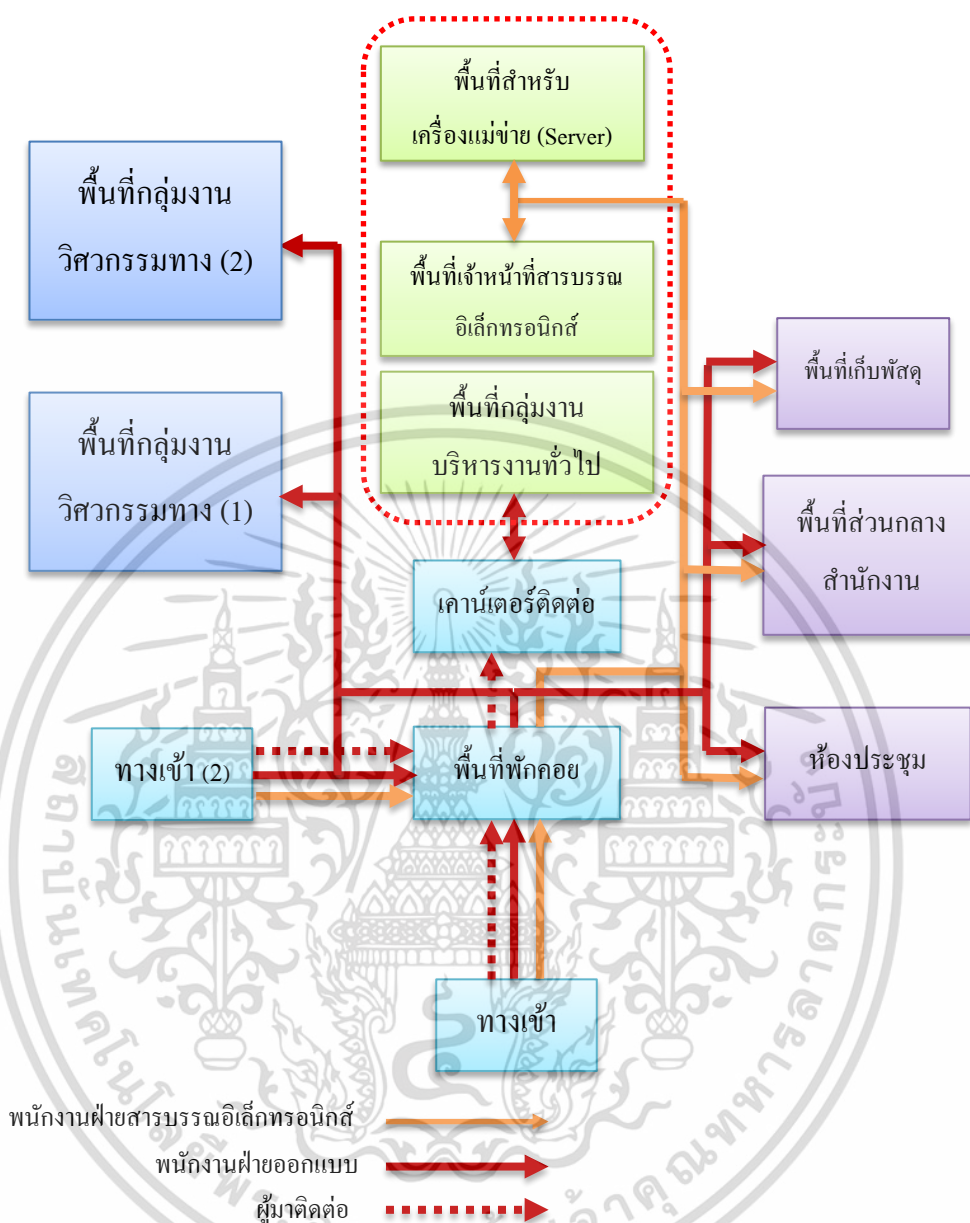 พื้นที่สำหรับ
เครื่องแม่ข่าย (Server)
พื้นที่กลุ่มงาน
วิศวกรรมทาง (2)
พื้นที่เจ้าหน้าที่สารบรรณ
อิเล็กทรอนิกส์
พื้นที่เก็บพัสดุ
พื้นที่กลุ่มงาน
บริหารงานทั่วไป
พื้นที่กลุ่มงาน
วิศวกรรมทาง (1)
พื้นที่ส่วนกลาง
สำนักงาน
เคาน์เตอร์ติดต่อ
ทางเข้า (2)
พื้นที่พักคอย
ห้องประชุม
ทางเข้า
พนักงานฝ่ายสารบรรณอิเล็กทรอนิกส์
พนักงานฝ่ายออกแบบ
ผู้มาติดต่อ